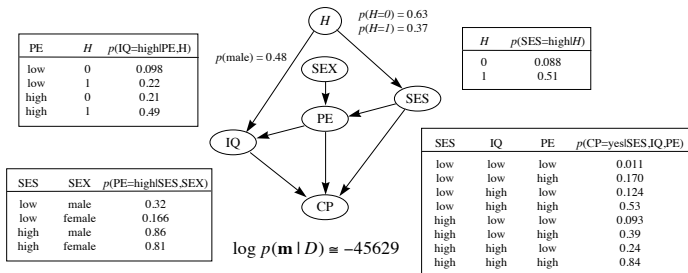 H
p(H=0) = 0.63
p(H=1) = 0.37
PE H p(IQ=high|PE,H)
low 0 0.098
low 1 0.22
high 0 0.21
high 1 0.49
p(male) = 0.48
SEX
H p(SES=high|H)
0 0.088
1 0.51
SES
PE
IQ
SES SEX p(PE=high|SES,SEX)
low male 0.32
low female 0.166
high male 0.86
high female 0.81
CP
log p(m | D) ≅ −45629
SES IQ PE p(CP=yes|SES,IQ,PE)
low low low 0.011
low low high 0.170
low high low 0.124
low high high 0.53
high low low 0.093
high low high 0.39
high high low 0.24
high high high 0.84